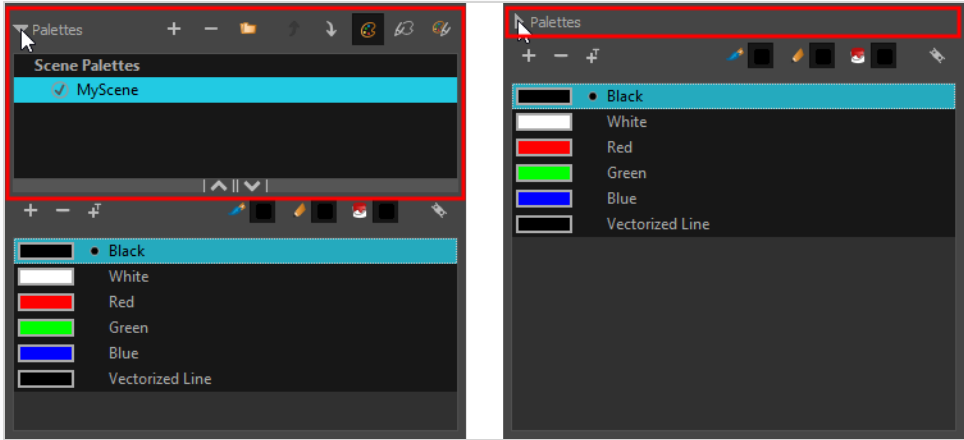 Palettes
Scene Palettes
MyScene
Black
White
Red
Green
Blue
Vectorized Line
Palettes
Black
White
Red
Green
Blue
Vectorized Line